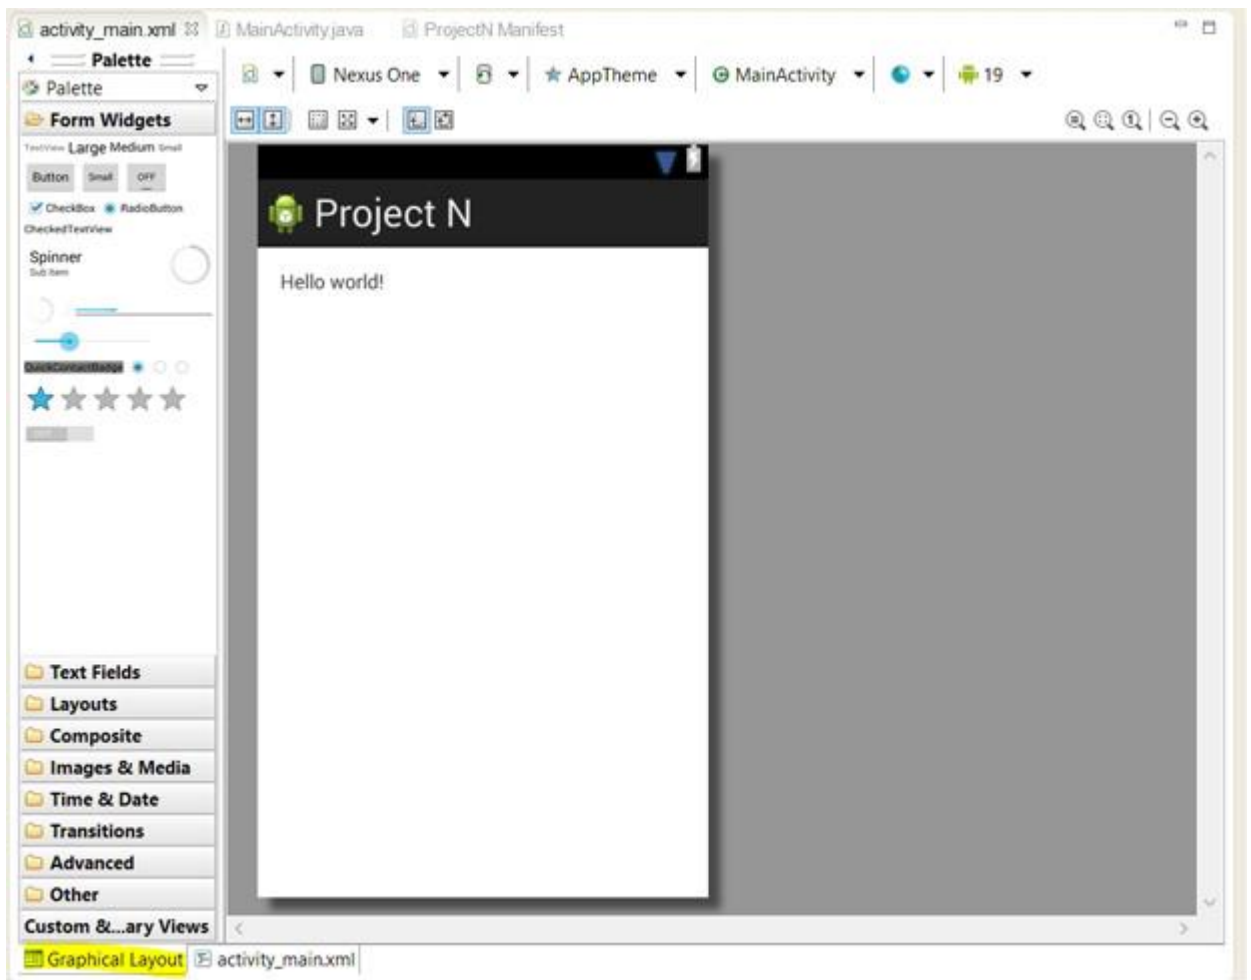 activity_main.xml MainActivity.java ProjectN Manifest
Palette
Palette
Nexus One AppTheme MainActivity 19
Form Widgets
TextView Large Medium Small
Button Small OFF
CheckBox RadioButton
CheckedTextView
Spinner
Sub Item
QuickContactBadge
Project N
Hello world!
Text Fields
Layouts
Composite
Images & Media
Time & Date
Transitions
Advanced
Other
Custom &...ary Views
Graphical Layout activity_main.xml